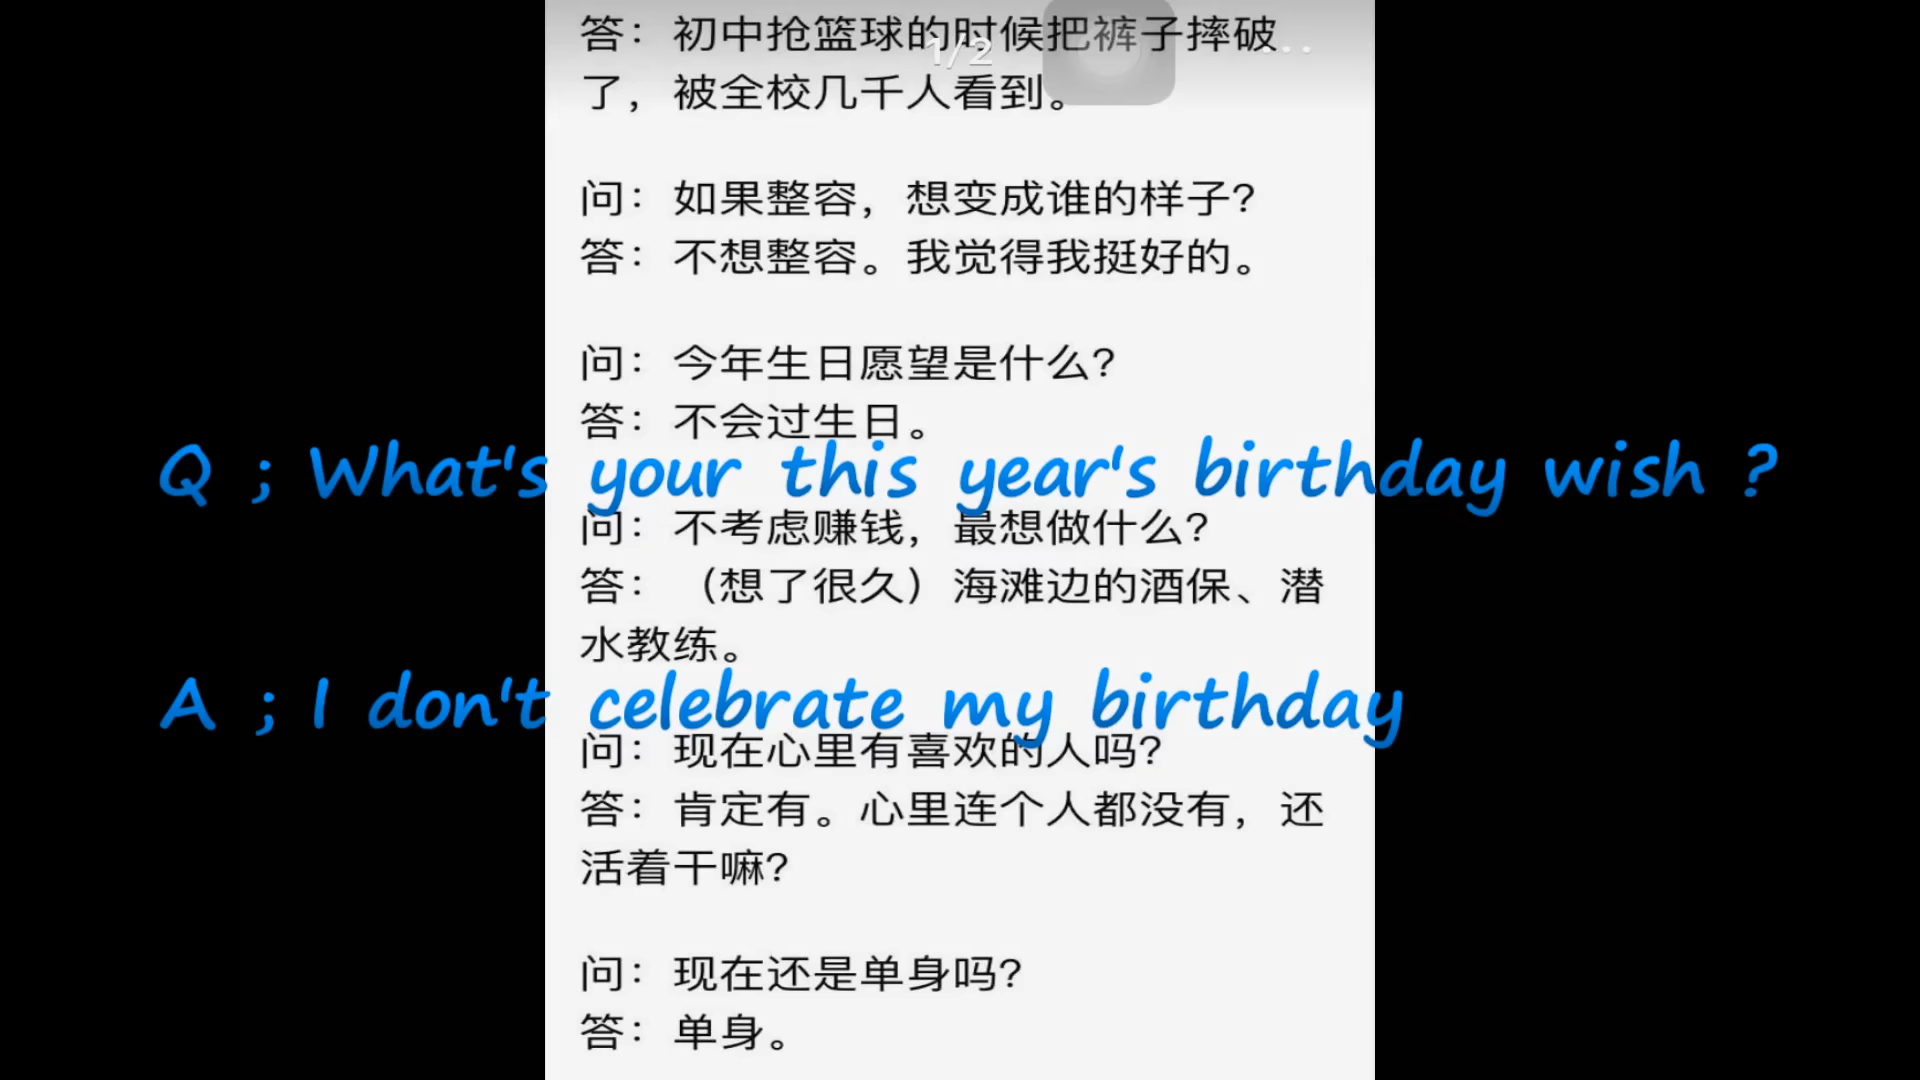 答：初中抢篮球的时候把裤子摔破
1/2
了，被全校几千人看到。
问：如果整容，想变成谁的样子?
答：不想整容。我觉得我挺好的。
问：今年生日愿望是什么?
答：不会过生日。
Q ; What's your this year's birthday wish ?
问：不考虑赚钱，最想做什么?
答：（想了很久）海滩边的酒保、潜
水教练。
A ; I don't celebrate my birthday
问：现在心里有喜欢的人吗?
答：肯定有。心里连个人都没有，还
活着干嘛?
问：现在还是单身吗?
答：单身。